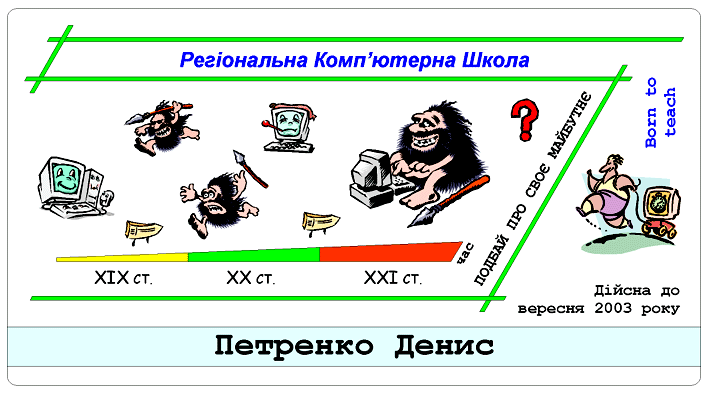 Регіональна Комп’ютерна Школа
Born to
teach
ПОДБАЙ ПРО СВОЄ МАЙБУТНЄ
?
час
XIX ст.
XX ст.
XXI ст.
Дійсна до
вересня 2003 року
Петренко Денис